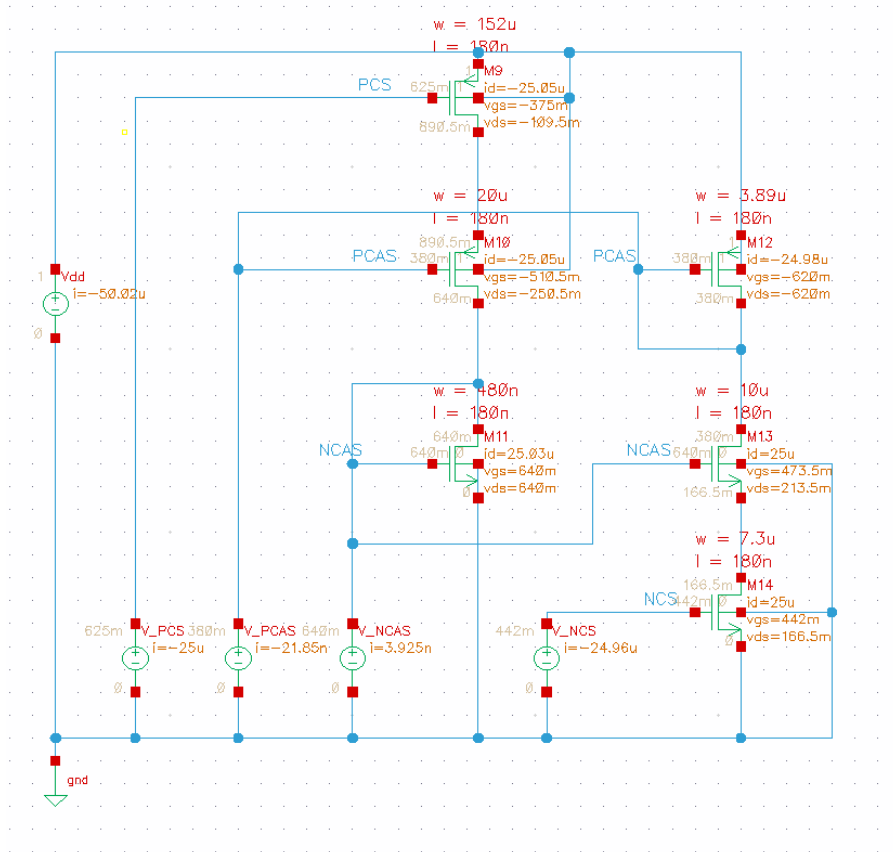 w = 152u
l = 180n
PCS
625m
1
M9
id=-25.05u
vgs=-375m
vds=-109.5m
890.5m
w = 20u
l = 180n
PCAS
890.5m
380m
1
M10
id=-25.05u
vgs=-510.5m
vds=-250.5m
640m
w = 3.89u
l = 180n
PCAS
380m
1
M12
id=-24.98u
vgs=-620m
vds=-620m
380m
1
Vdd
i=-50.02u
0
w = 480n
l = 180n
NCAS
640m
640m
0
M11
id=25.03u
vgs=640m
vds=640m
0
w = 10u
l = 180n
NCAS
380m
640m
0
M13
id=25u
vgs=473.5m
vds=213.5m
166.5m
w = 7.3u
l = 180n
NCS
166.5m
442m
0
M14
id=25u
vgs=442m
vds=166.5m
0
625m
V_PCS
i=-25u
0
380m
V_PCAS
i=-21.85n
0
640m
V_NCAS
i=3.925n
0
442m
V_NCS
i=-24.96u
0
gnd